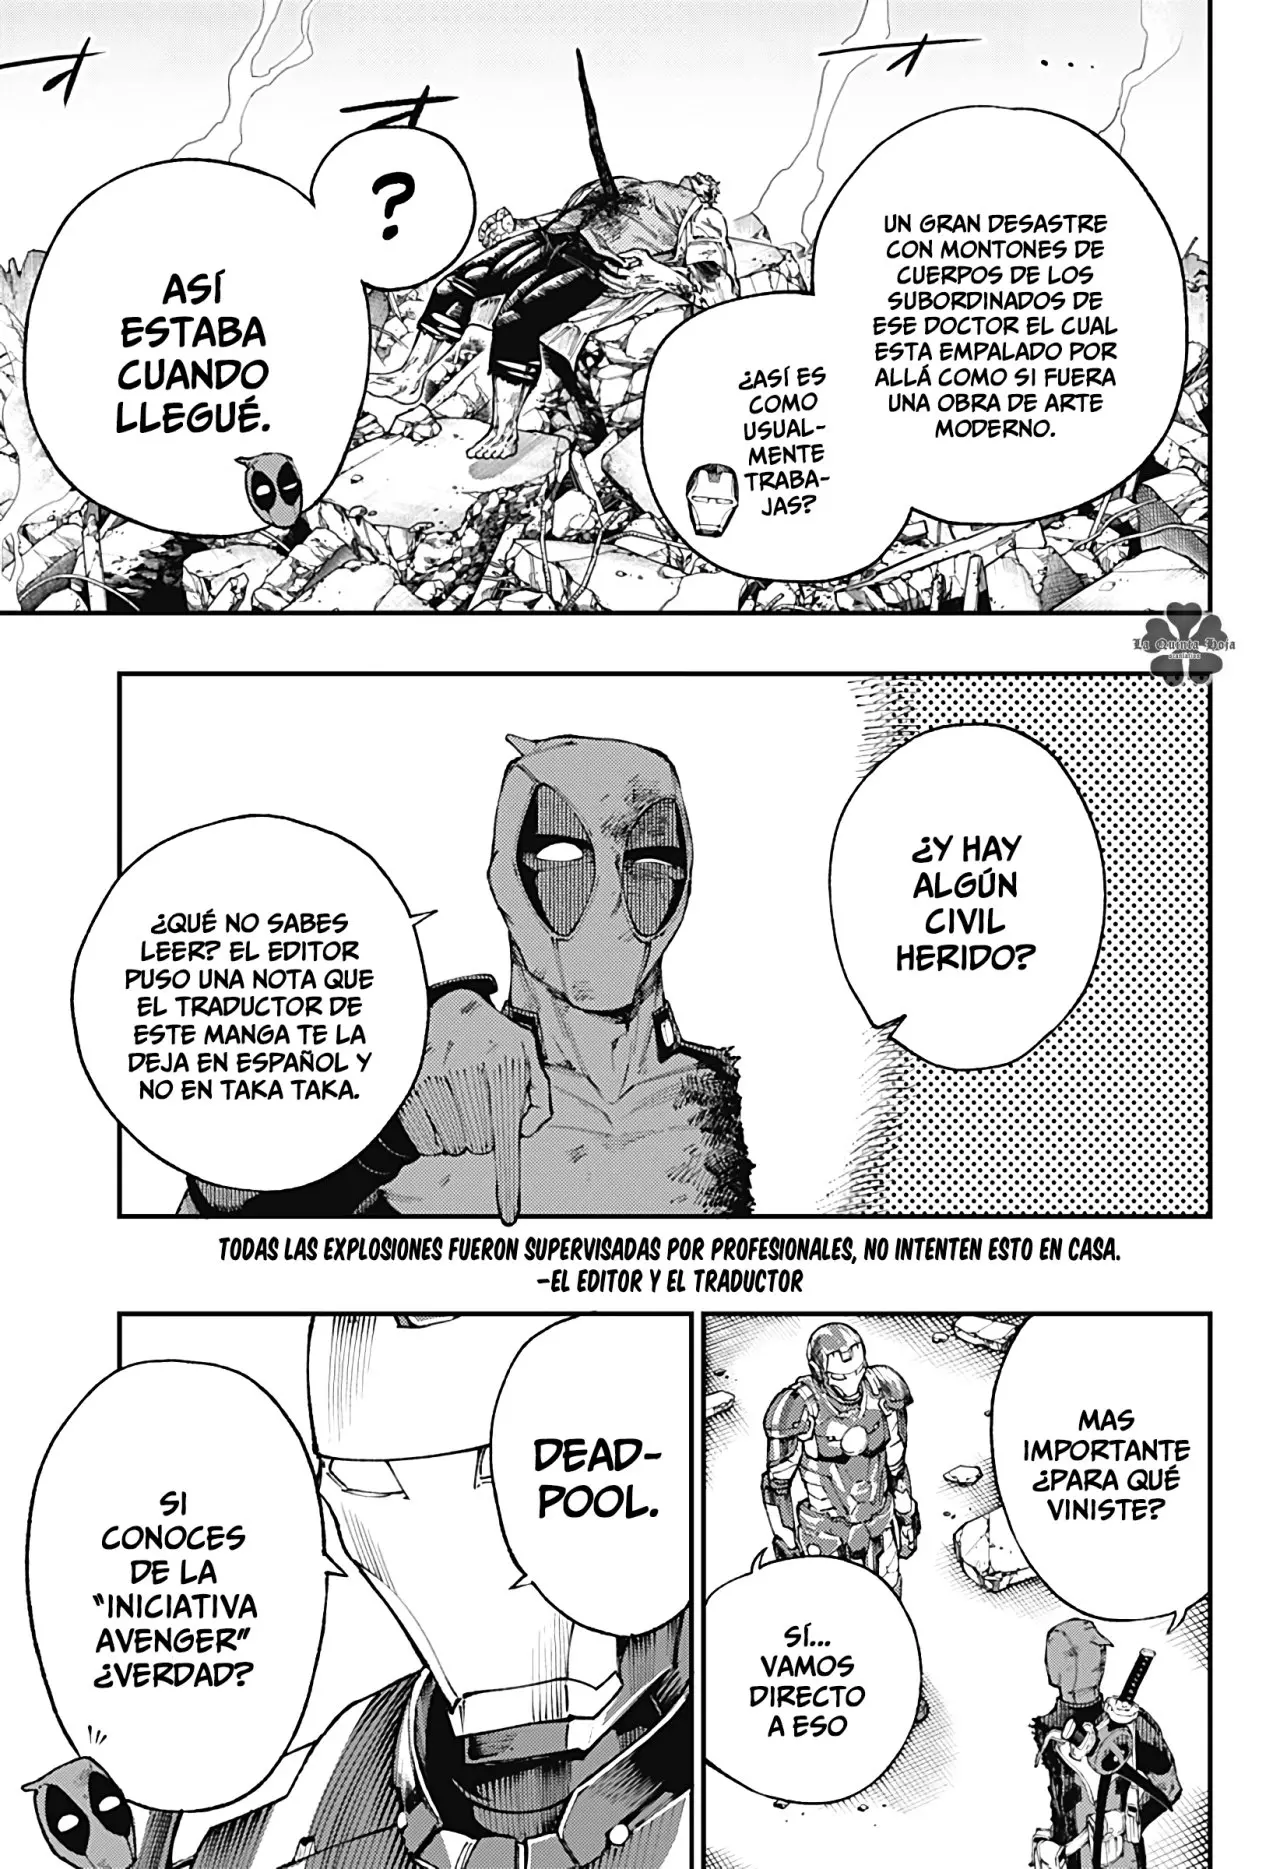 UN GRAN DESASTRE
CON MONTONES DE
CUERPOS DE LOS
SUBORDINADOS DE
ESE DOCTOR EL CUAL
ESTA EMPALADO POR
ALLÁ COMO SI FUERA
UNA OBRA DE ARTE
MODERNO.
¿ASÍ ES
COMO
USUAL-
MENTE
TRABA-
JAS?
?
ASÍ
ESTABA
CUANDO
LLEGUÉ.
La Quinta Hoja
¿Y HAY
ALGÚN
CIVIL
HERIDO?
¿QUÉ NO SABES
LEER? EL EDITOR
PUSO UNA NOTA QUE
EL TRADUCTOR DE
ESTE MANGA TE LA
DEJA EN ESPAÑOL Y
NO EN TAKA TAKA.
TODAS LAS EXPLOSIONES FUERON SUPERVISADAS POR PROFESIONALES, NO INTENTEN ESTO EN CASA.
-EL EDITOR Y EL TRADUCTOR
MAS
IMPORTANTE
¿PARA QUÉ
VINISTE?
SÍ...
VAMOS
DIRECTO
A ESO
DEAD-
POOL.
SI
CONOCES
DE LA
"INICIATIVA
AVENGER"
¿VERDAD?